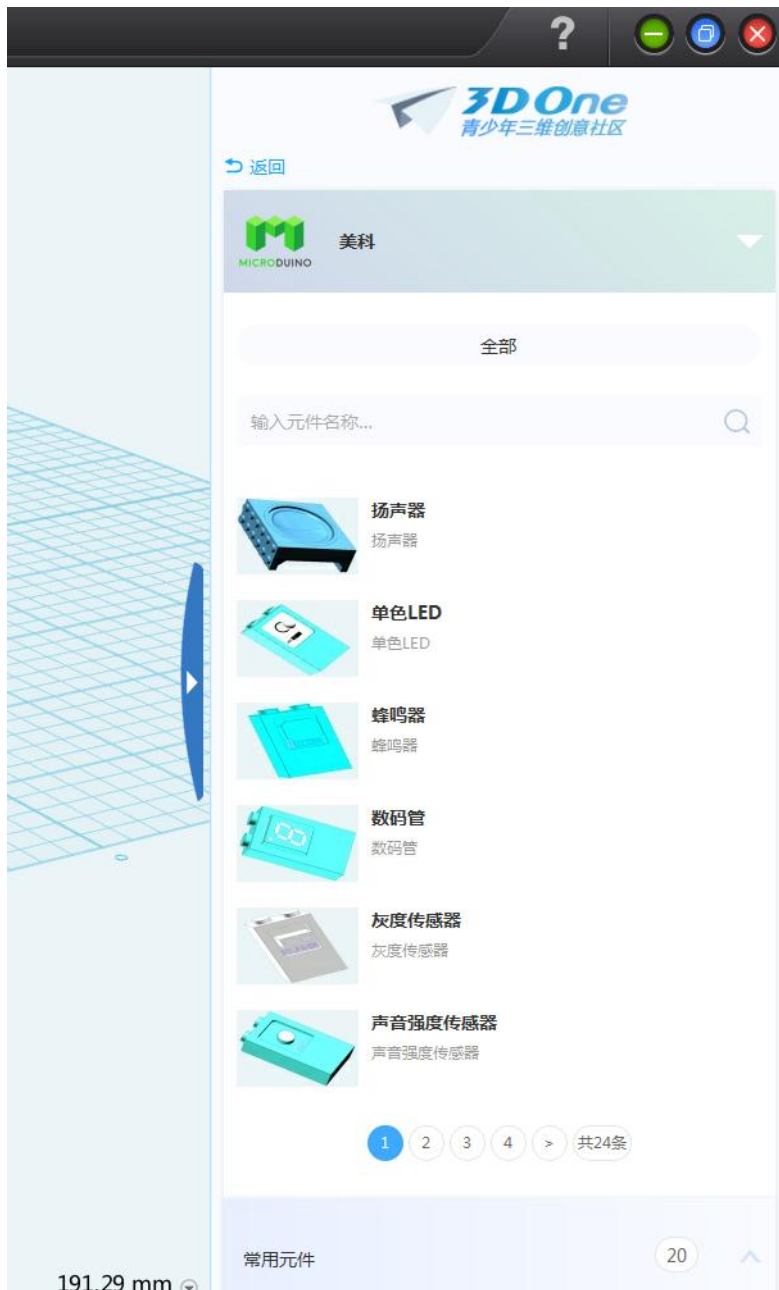 ?
3D One
青少年三维创意社区
返回
MICRODUINO
美科
全部
输入元件名称...
扬声器
扬声器
单色LED
单色LED
蜂鸣器
蜂鸣器
数码管
数码管
灰度传感器
灰度传感器
声音强度传感器
声音强度传感器
1 2 3 4 > 共24条
常用元件 20
191.29 mm